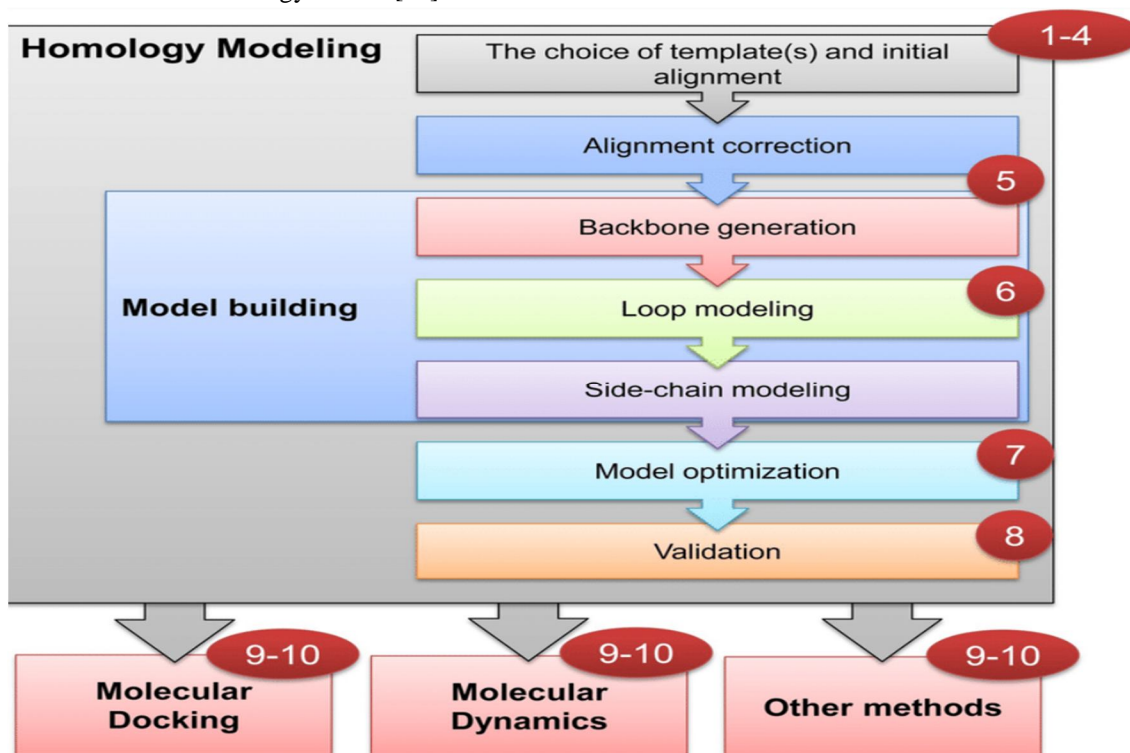 Homology Modeling
The choice of template(s) and initial
alignment
1-4
Alignment correction
5
Backbone generation
Model building
Loop modeling
6
Side-chain modeling
Model optimization
7
Validation
8
9-10
Molecular
Docking
9-10
Molecular
Dynamics
9-10
Other methods